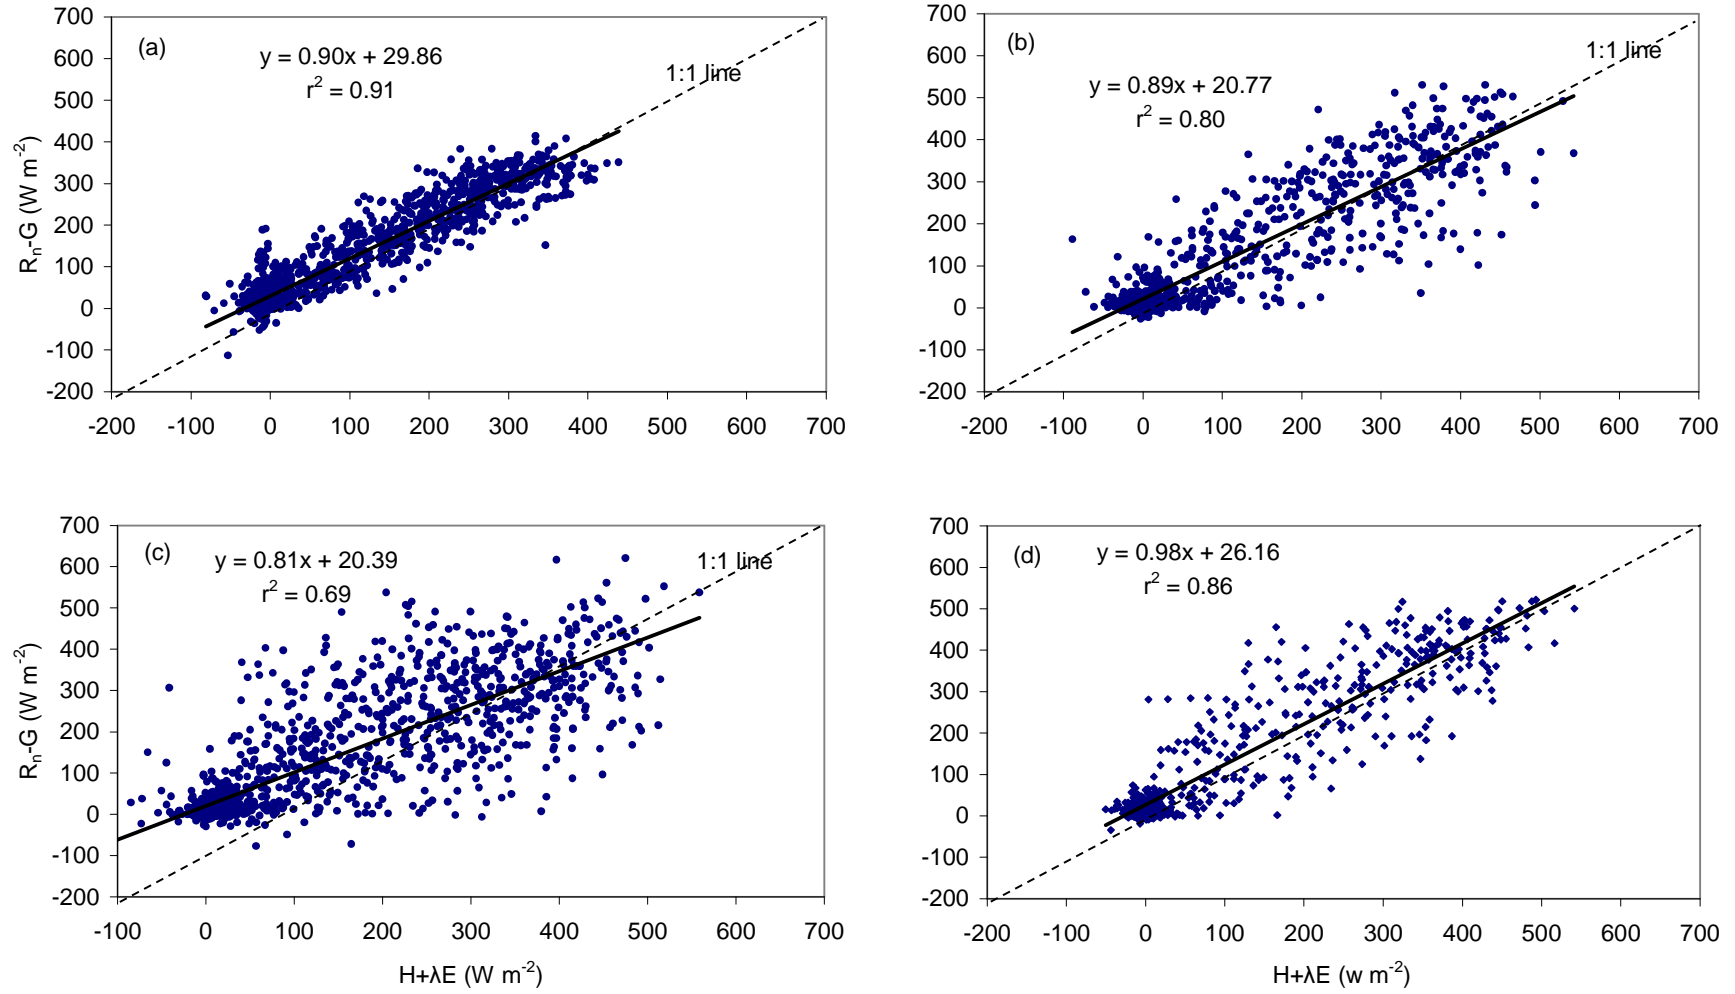 (a)
y = 0.90x + 29.86
r² = 0.91
1:1 line
Rn-G (W m-2)
700
600
500
400
300
200
100
0
-100
-200
-200 -100 0 100 200 300 400 500 600 700
(b)
y = 0.89x + 20.77
r² = 0.80
1:1 line
700
600
500
400
300
200
100
0
-100
-200
-200 -100 0 100 200 300 400 500 600 700
(c)
y = 0.81x + 20.39
r² = 0.69
1:1 line
Rn-G (W m-2)
700
600
500
400
300
200
100
0
-100
-200
-100 0 100 200 300 400 500 600 700
H+λE (W m-2)
(d)
y = 0.98x + 26.16
r² = 0.86
700
600
500
400
300
200
100
0
-100
-200
-200 -100 0 100 200 300 400 500 600 700
H+λE (w m-2)